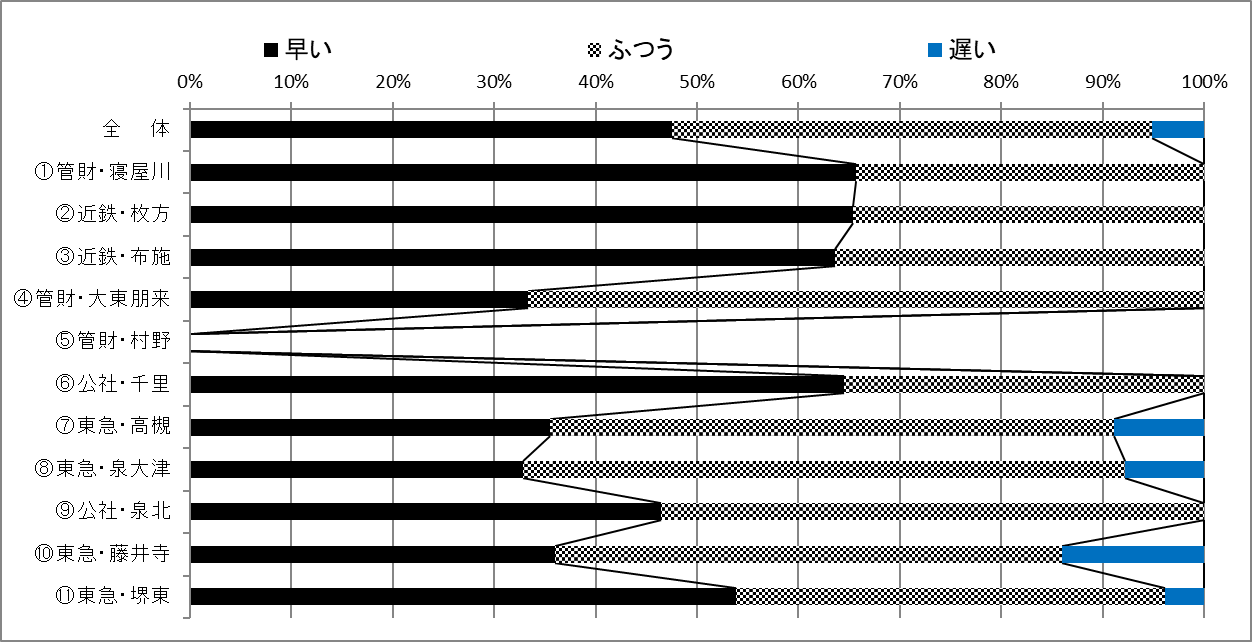 早い ふつう 遅い
0% 10% 20% 30% 40% 50% 60% 70% 80% 90% 100%
全 体
①管財・寝屋川
②近鉄・枚方
③近鉄・布施
④管財・大東朋来
⑤管財・村野
⑥公社・千里
⑦東急・高槻
⑧東急・泉大津
⑨公社・泉北
⑩東急・藤井寺
⑪東急・堺東